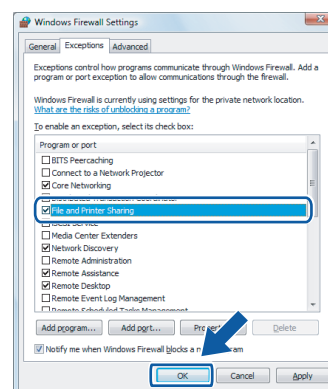 Windows Firewall Settings
General Exceptions Advanced
Exceptions control how programs communicate through Windows Firewall. Add a
program or port exception to allow communications through the firewall.
Windows Firewall is currently using settings for the private network location.
What are the risks of unblocking a program?
To enable an exception, select its check box:
Program or port
BITS Peercaching
Connect to a Network Projector
Core Networking
File and Printer Sharing
Media Center Extenders
Network Discovery
Remote Administration
Remote Assistance
Remote Desktop
Remote Event Log Management
Remote Scheduled Tasks Management
Add program... Add port... Delete
Notify me when Windows Firewall blocks a
OK Cancel Apply